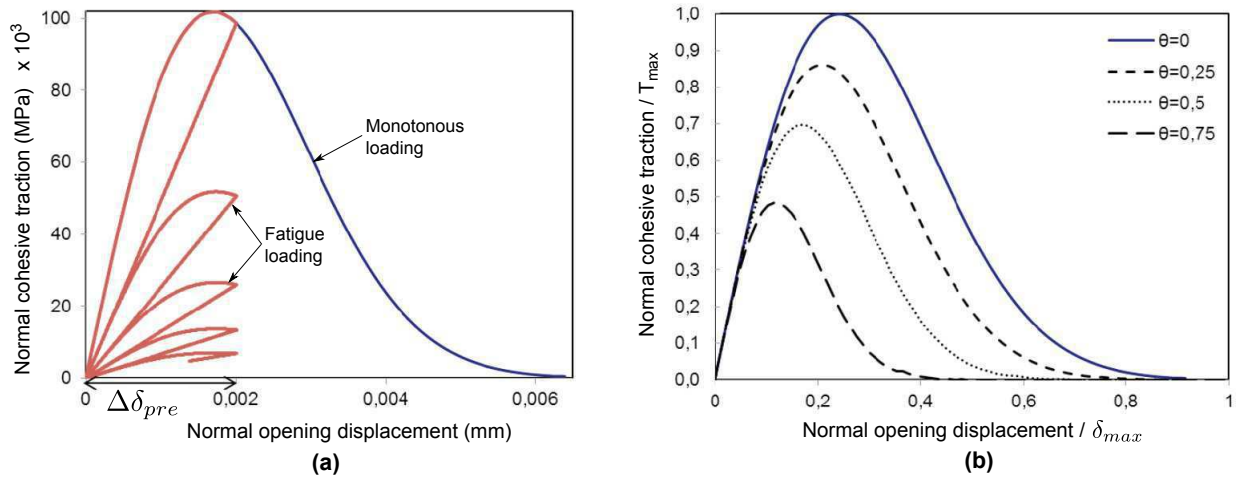 Normal cohesive traction (MPa) x 10³
100
80
60
40
20
0
Monotonous
loading
Fatigue
loading
0
0,002
0,004
0,006
Δδpre
Normal opening displacement (mm)
(a)
Normal cohesive traction / Tmax
1,0
0,9
0,8
0,7
0,6
0,5
0,4
0,3
0,2
0,1
0,0
θ=0
θ=0,25
θ=0,5
θ=0,75
0
0,2
0,4
0,6
0,8
1
Normal opening displacement / δmax
(b)